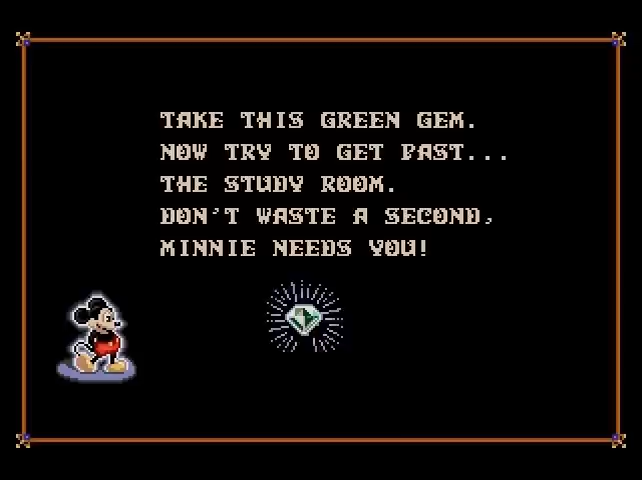 TAKE THIS GREEN GEM.
NOW TRY TO GET PAST...
THE STUDY ROOM.
DON'T WASTE A SECOND,
MINNIE NEEDS YOU!